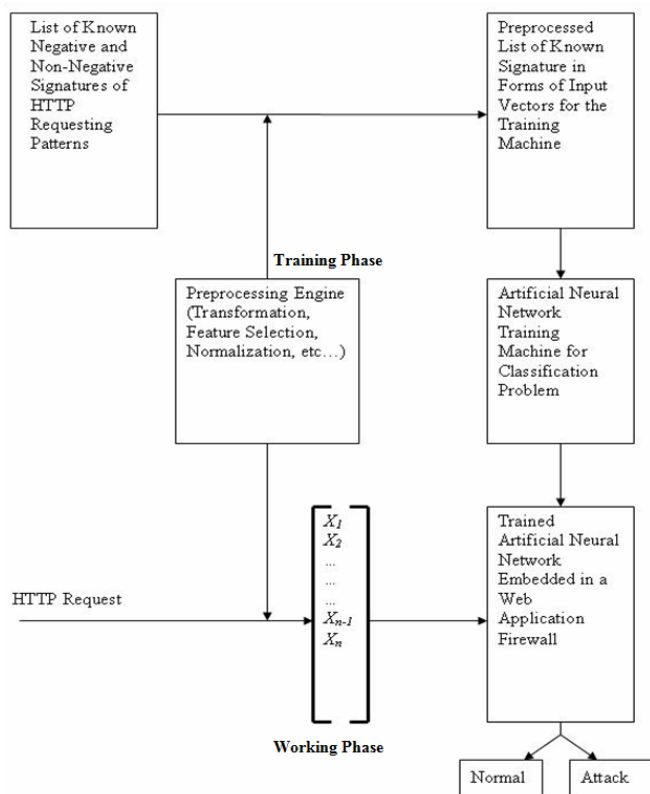 List of Known
Negative and
Non-Negative
Signatures of
HTTP
Requesting
Patterns
Preprocessed
List of Known
Signature in
Forms of Input
Vectors for the
Training
Machine
Training Phase
Preprocessing Engine
(Transformation,
Feature Selection,
Normalization, etc…)
Artificial Neural
Network
Training
Machine for
Classification
Problem
HTTP Request
X1
X2
...
...
...
Xn-1
Xn
Trained
Artificial Neural
Network
Embedded in a
Web
Application
Firewall
Working Phase
Normal
Attack